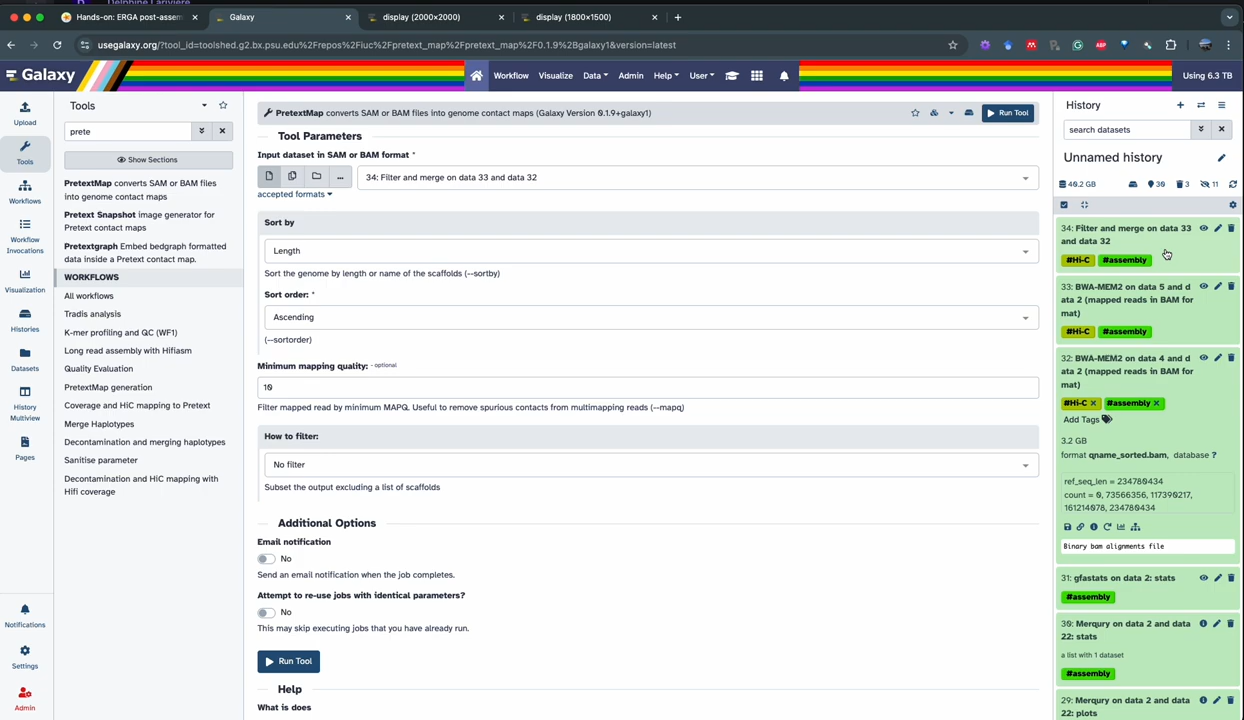 Delphine Lariviere
Hands-on: ERGA post-assem
Galaxy
display (2000×2000)
display (1800×1500)
usegalaxy.org/?tool_id=toolshed.g2.bx.psu.edu%2Frepos%2Fiuc%2Fpretext_map%2Fpretext_map%2F0.1.9%2Bgalaxy1&version=latest
Galaxy
Workflow Visualize Data Admin Help User
Using 6.3 TB
Upload
Tools
Workflows
Workflow
Invocations
Visualization
Histories
Datasets
History
Multiview
Pages
Notifications
Settings
Admin
Tools
prete
Show Sections
PretextMap converts SAM or BAM files
into genome contact maps
Pretext Snapshot image generator for
Pretext contact maps
Pretextgraph Embed bedgraph formatted
data inside a Pretext contact map.
WORKFLOWS
All workflows
Tradis analysis
K-mer profiling and QC (WF1)
Long read assembly with Hifiasm
Quality Evaluation
PretextMap generation
Coverage and HiC mapping to Pretext
Merge Haplotypes
Decontamination and merging haplotypes
Sanitise parameter
Decontamination and HiC mapping with
Hifi coverage
PretextMap converts SAM or BAM files into genome contact maps (Galaxy Version 0.1.9+galaxy1)
Run Tool
Tool Parameters
Input dataset in SAM or BAM format *
34: Filter and merge on data 33 and data 32
accepted formats
Sort by
Length
Sort the genome by length or name of the scaffolds (--sortby)
Sort order: *
Ascending
(--sortorder)
Minimum mapping quality: - optional
10
Filter mapped read by minimum MAPQ. Useful to remove spurious contacts from multimapping reads (--mapq)
How to filter:
No filter
Subset the output excluding a list of scaffolds
Additional Options
Email notification
No
Send an email notification when the job completes.
Attempt to re-use jobs with identical parameters?
No
This may skip executing jobs that you have already run.
Run Tool
Help
What is does
History
search datasets
Unnamed history
40.2 GB 30 3 11
34: Filter and merge on data 33
and data 32
#Hi-C #assembly
33: BWA-MEM2 on data 5 and d
ata 2 (mapped reads in BAM for
mat)
#Hi-C #assembly
32: BWA-MEM2 on data 4 and d
ata 2 (mapped reads in BAM for
mat)
#Hi-C #assembly
Add Tags
3.2 GB
format qname_sorted.bam, database ?
ref_seq_len = 234780434
count = 0, 73566356, 117390217,
161214078, 234780434
Binary bam alignments file
31: gfastats on data 2: stats
#assembly
30: Merqury on data 2 and data
22: stats
a list with 1 dataset
#assembly
29: Merqury on data 2 and data
22: plots